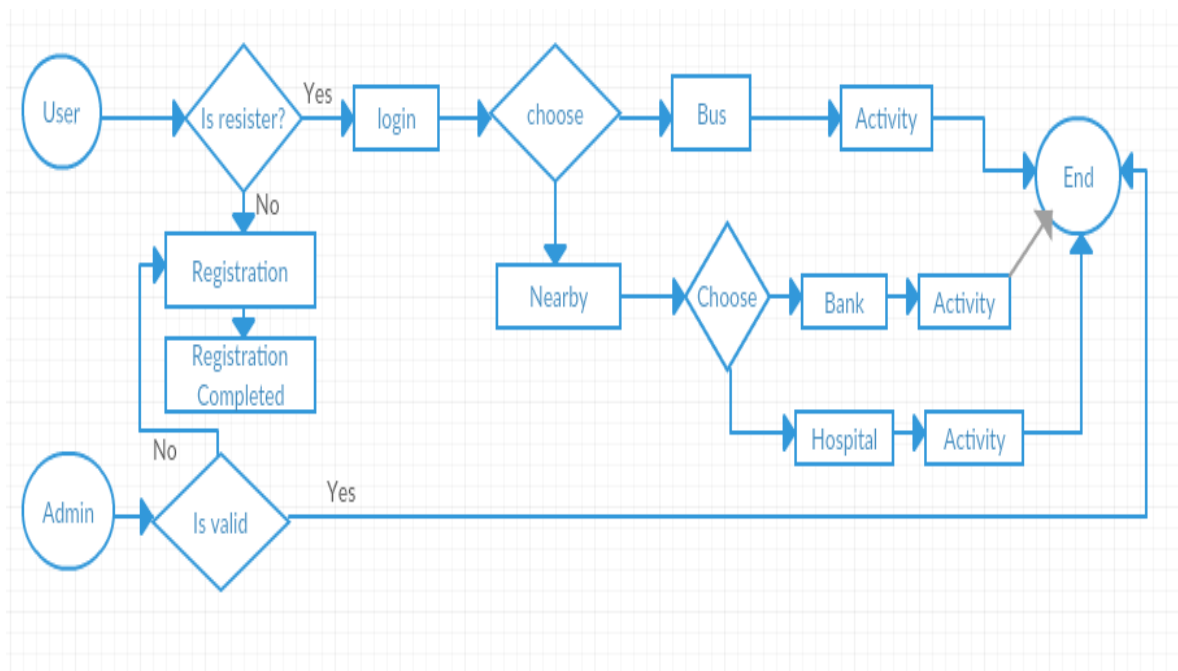 User
Is resister?
Yes
login
choose
Bus
Activity
End
No
Registration
Nearby
Choose
Bank
Activity
Registration
Completed
Hospital
Activity
No
Admin
Is valid
Yes